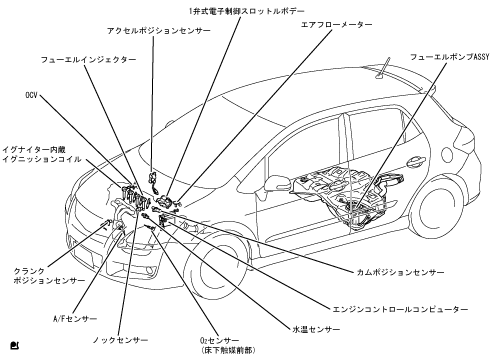 1弁式電子制御スロットルボデー
アクセルポジションセンサー
エアフローメーター
フューエルインジェクター
フューエルポンプASSY
OCV
イグナイター内蔵
イグニッションコイル
クランク
ポジションセンサー
カムポジションセンサー
エンジンコントロールコンピューター
A/Fセンサー
水温センサー
ノックセンサー
O₂センサー
(床下触媒前部)